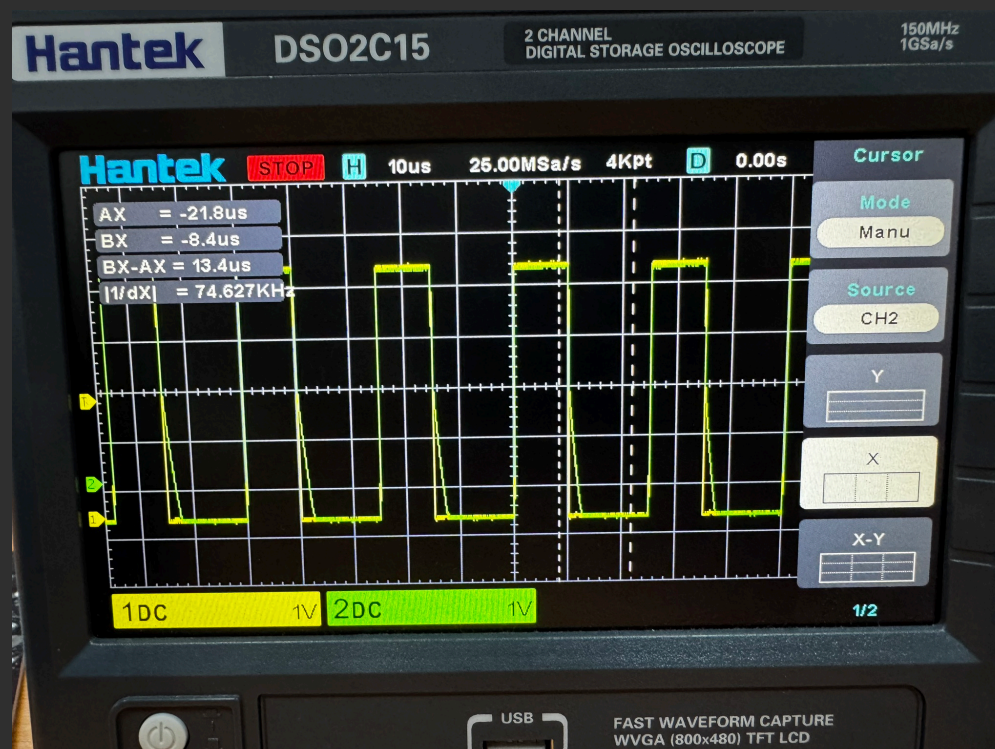 Hantek
DSO2C15
2 CHANNEL
DIGITAL STORAGE OSCILLOSCOPE
150MHz
1GSa/s
Hantek STOP H 10us 25.00MSa/s 4Kpt D 0.00s
Cursor
AX = -21.8us
BX = -8.4us
BX-AX = 13.4us
|1/dX| = 74.627KHz
Mode
Manu
Source
CH2
Y
X
X-Y
1/2
T
2
1
1DC 1V
2DC 1V
USB
FAST WAVEFORM CAPTURE
WVGA (800x480) TFT LCD